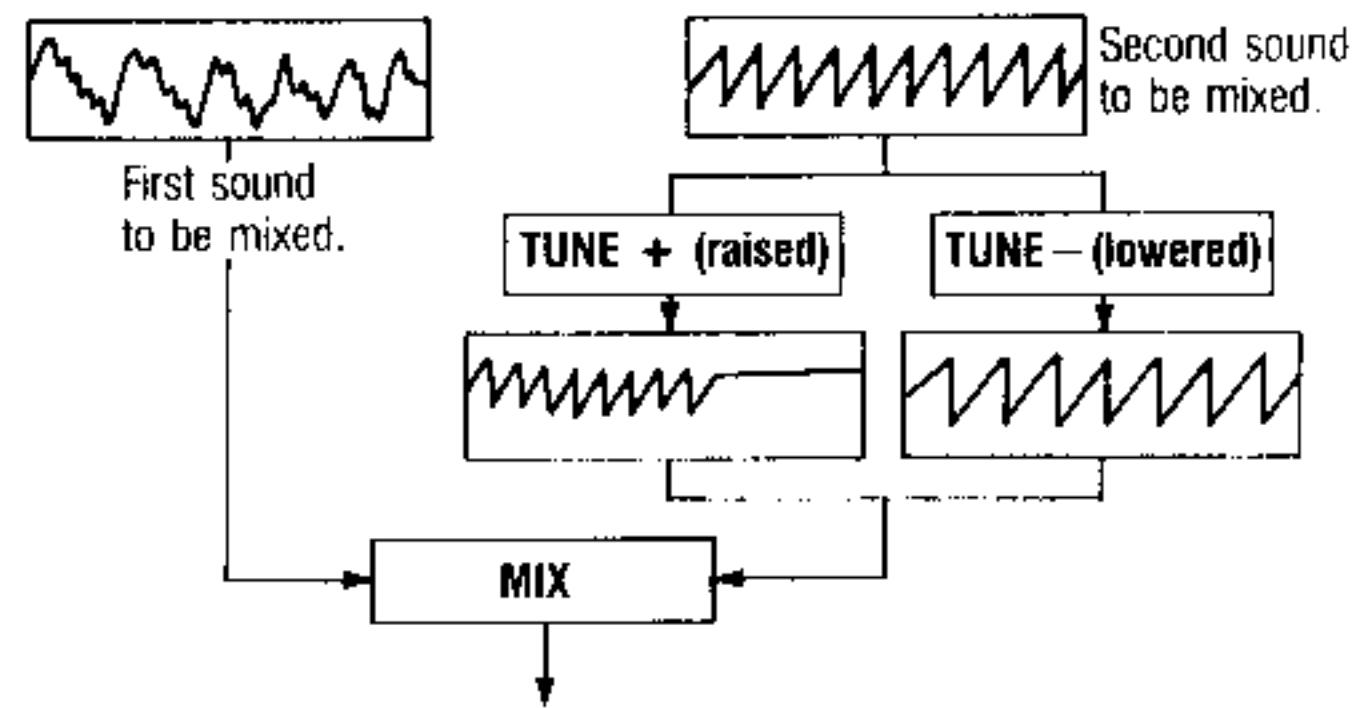 Second sound
to be mixed.
First sound
to be mixed.
TUNE + (raised)
TUNE – (lowered)
MIX